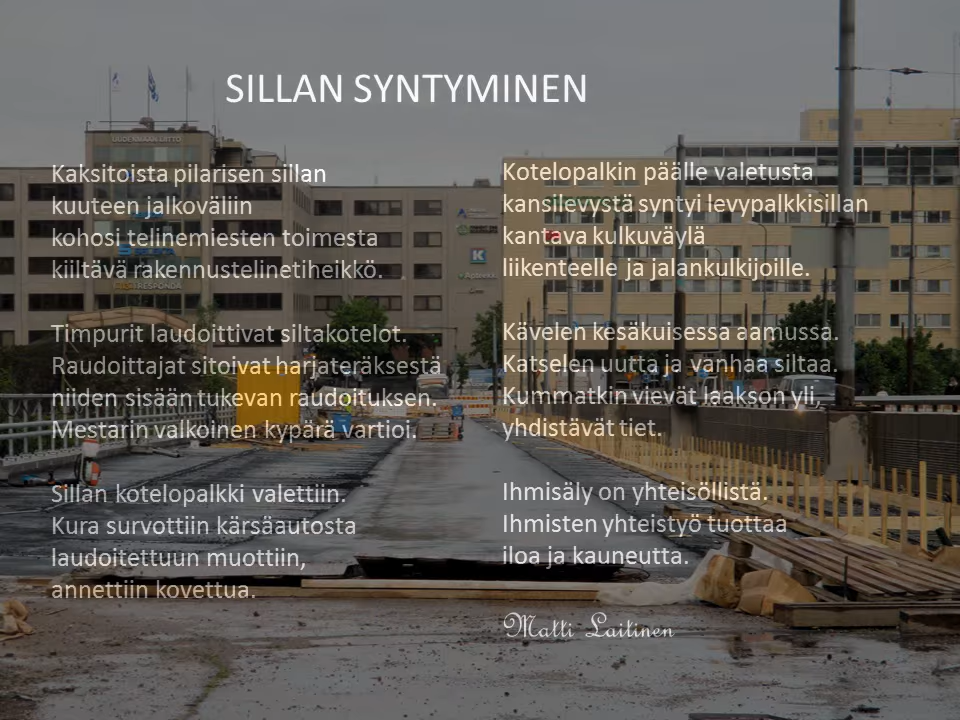 SILLAN SYNTYMINEN
Kaksitoista pilarisen sillan
kuuteen jalkoväliin
kohosi telinemiesten toimesta
kiiltävä rakennustelinetiheikkö.
Timpurit laudoittivat siltakotelot.
Raudoittajat sitoivat harjateräksestä
niiden sisään tukevan raudoituksen.
Mestarin valkoinen kypärä vartioi.
Sillan kotelopalkki valettiin.
Kura survottiin kärsäautosta
laudoitettuun muottiin,
annettiin kovettua.
Kotelopalkin päälle valetusta
kansilevystä syntyi levypalkkisillan
kantava kulkuväylä
liikenteelle ja jalankulkijoille.
Kävelen kesäkuisessa aamussa.
Katselen uutta ja vanhaa siltaa.
Kummatkin vievät laakson yli,
yhdistävät tiet.
Ihmisäly on yhteisöllistä.
Ihmisten yhteistyö tuottaa
iloa ja kauneutta.
Matti Laitinen
UUDENMAAN LIITTO
K